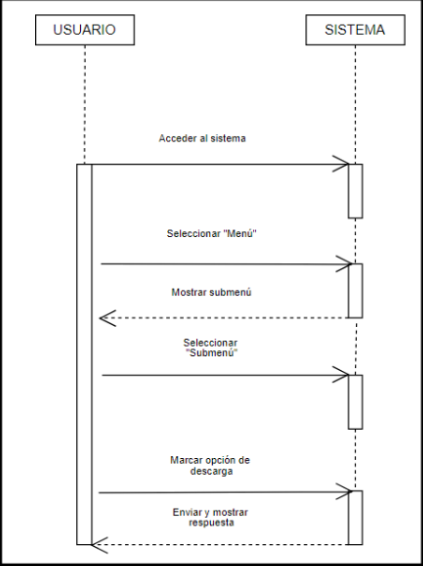 USUARIO
SISTEMA
Acceder al sistema
Seleccionar "Menú"
Mostrar submenú
Seleccionar
"Submenú"
Marcar opción de
descarga
Enviar y mostrar
respuesta